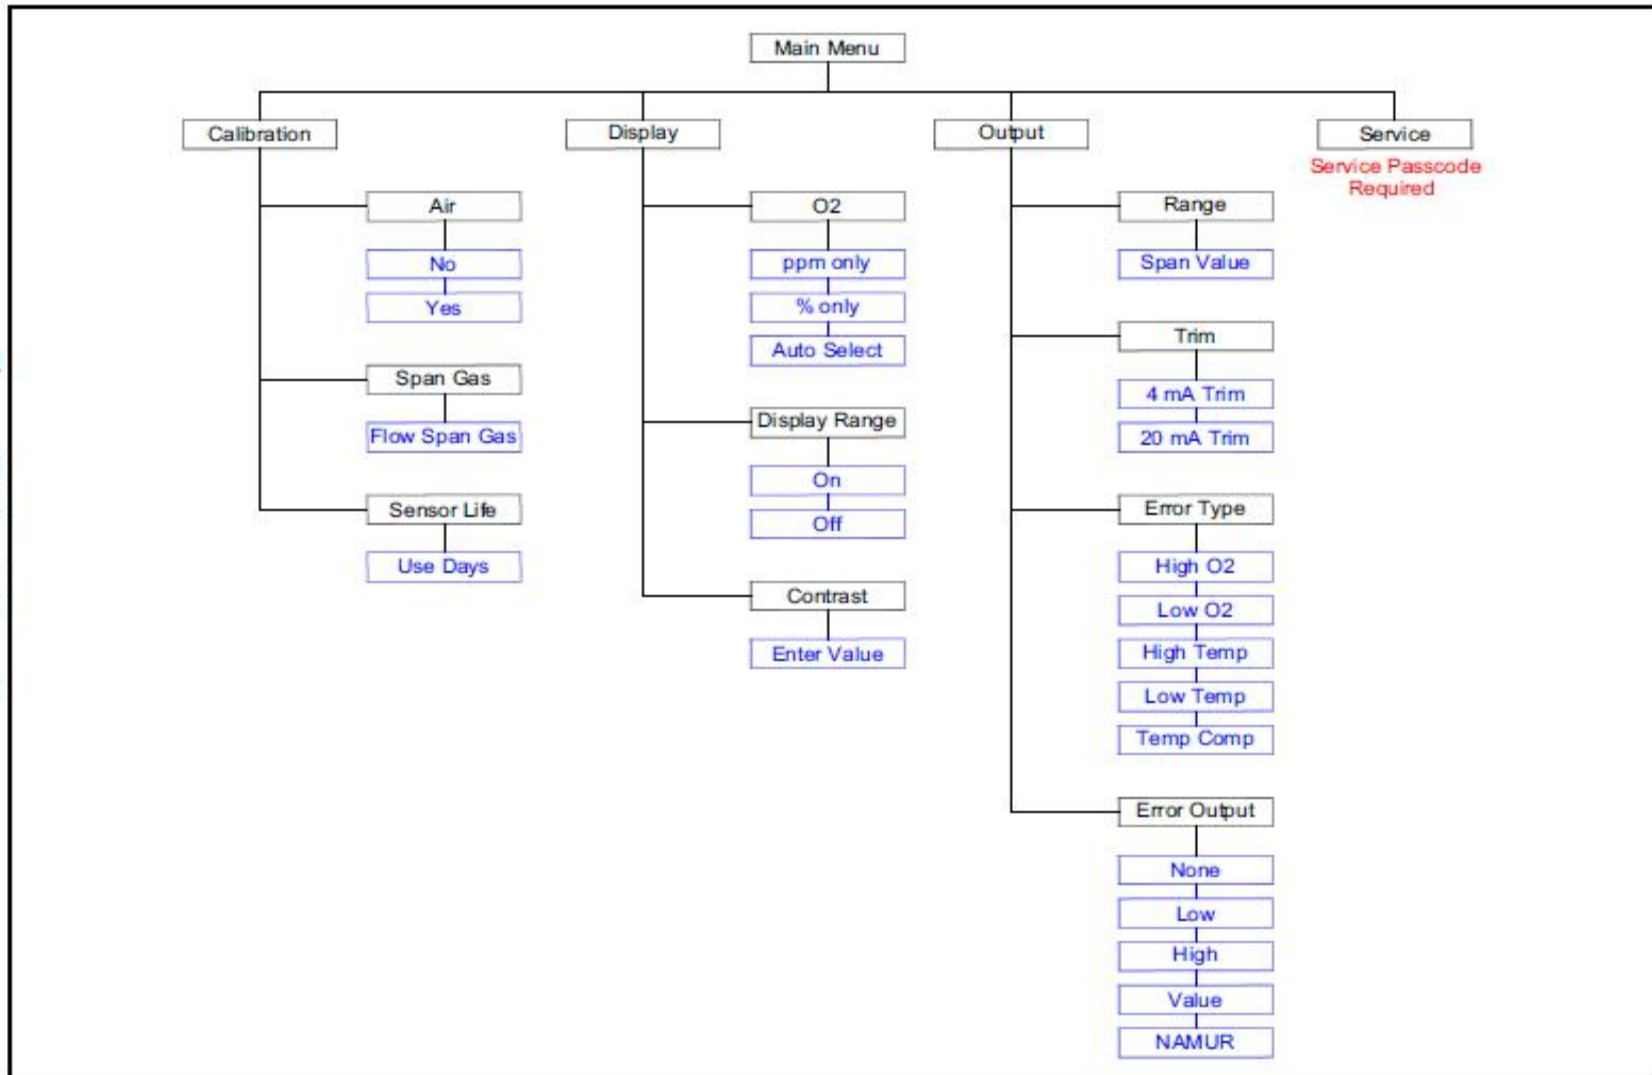 Main Menu
Calibration
Display
Output
Service
Service Passcode
Required
Air
No
Yes
Span Gas
Flow Span Gas
Sensor Life
Use Days
O2
ppm only
% only
Auto Select
Display Range
On
Off
Contrast
Enter Value
Range
Span Value
Trim
4 mA Trim
20 mA Trim
Error Type
High O2
Low O2
High Temp
Low Temp
Temp Comp
Error Output
None
Low
High
Value
NAMUR